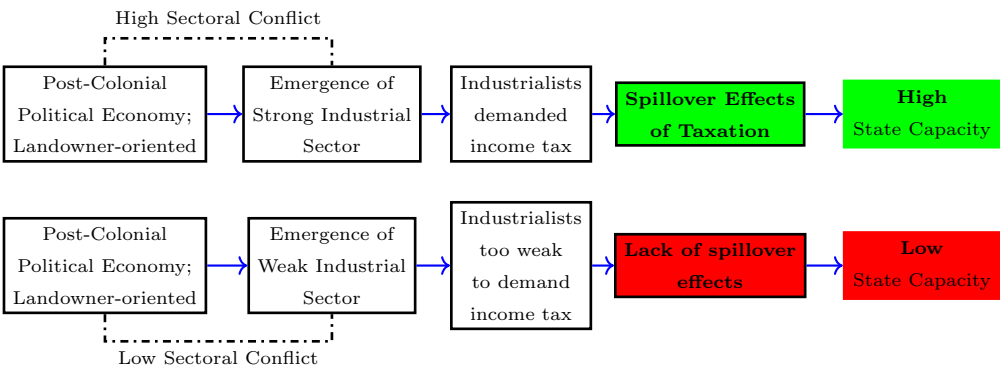 High Sectoral Conflict
Post-Colonial
Political Economy;
Landowner-oriented
Emergence of
Strong Industrial
Sector
Industrialists
demanded
income tax
Spillover Effects
of Taxation
High
State Capacity
Post-Colonial
Political Economy;
Landowner-oriented
Emergence of
Weak Industrial
Sector
Industrialists
too weak
to demand
income tax
Lack of spillover
effects
Low
State Capacity
Low Sectoral Conflict